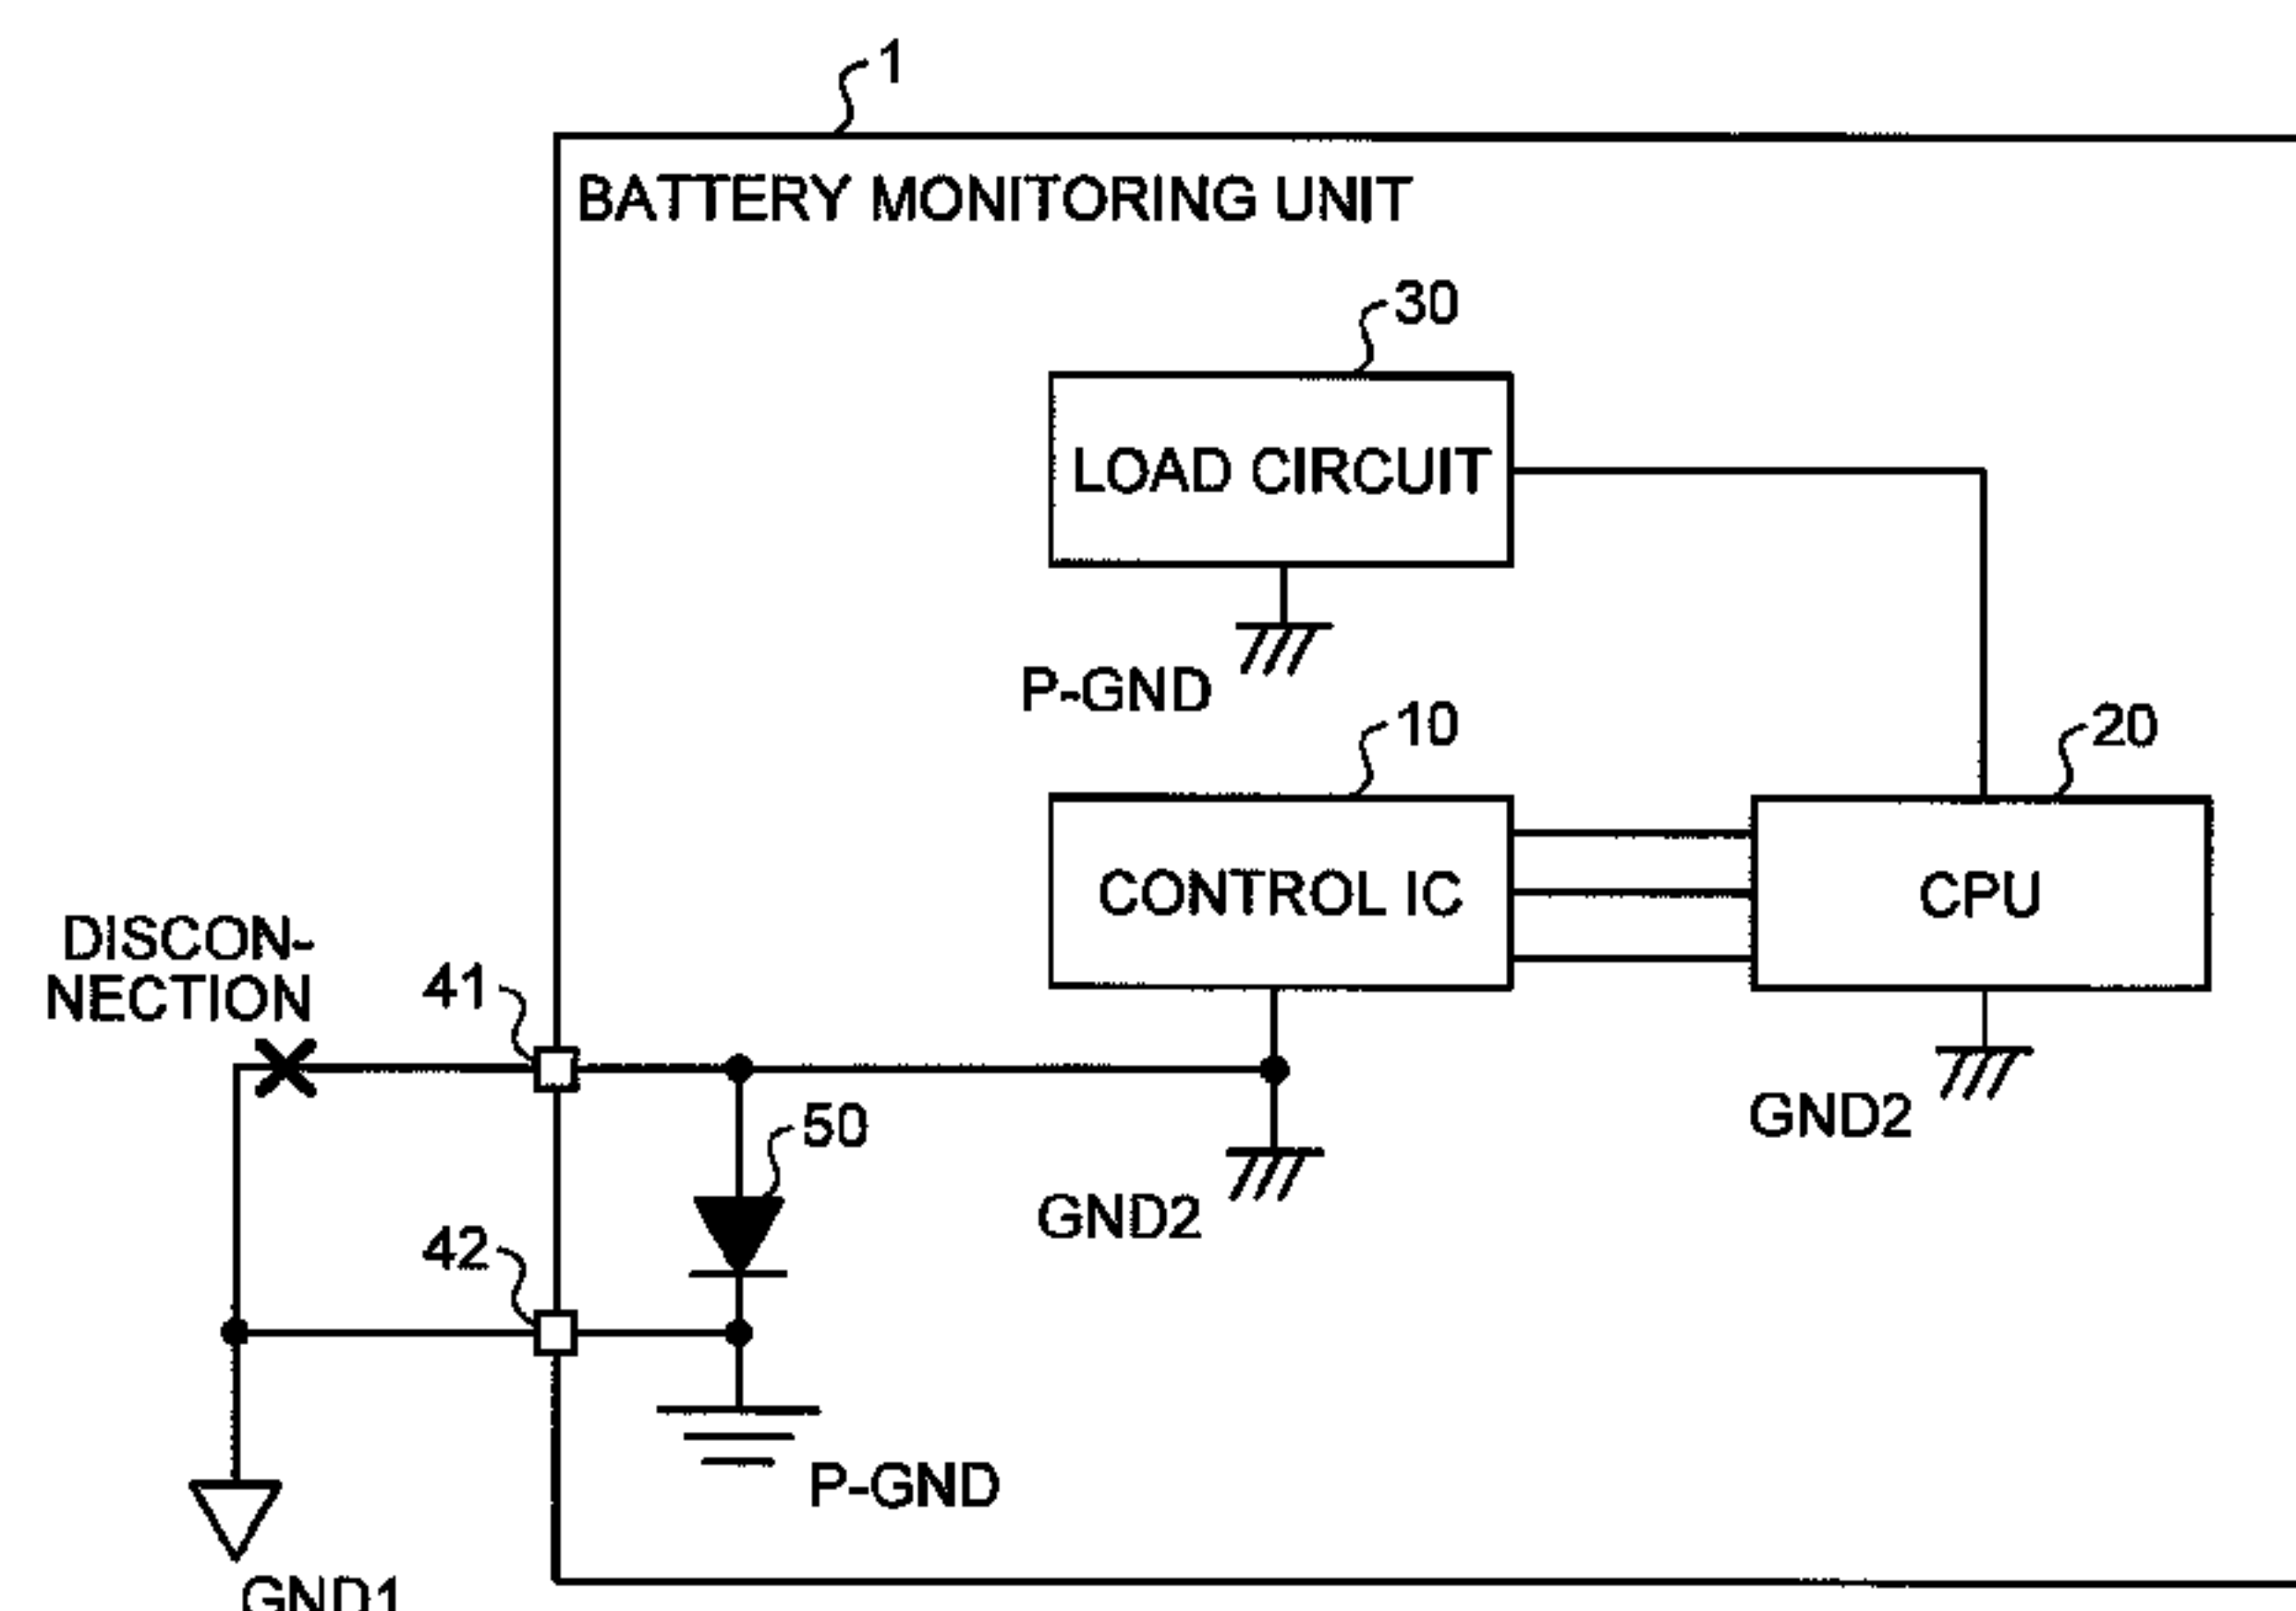 1
BATTERY MONITORING UNIT
30
LOAD CIRCUIT
P-GND
10
20
CONTROL IC
CPU
DISCON-
NECTION
41
50
GND2
GND2
42
P-GND
GND1